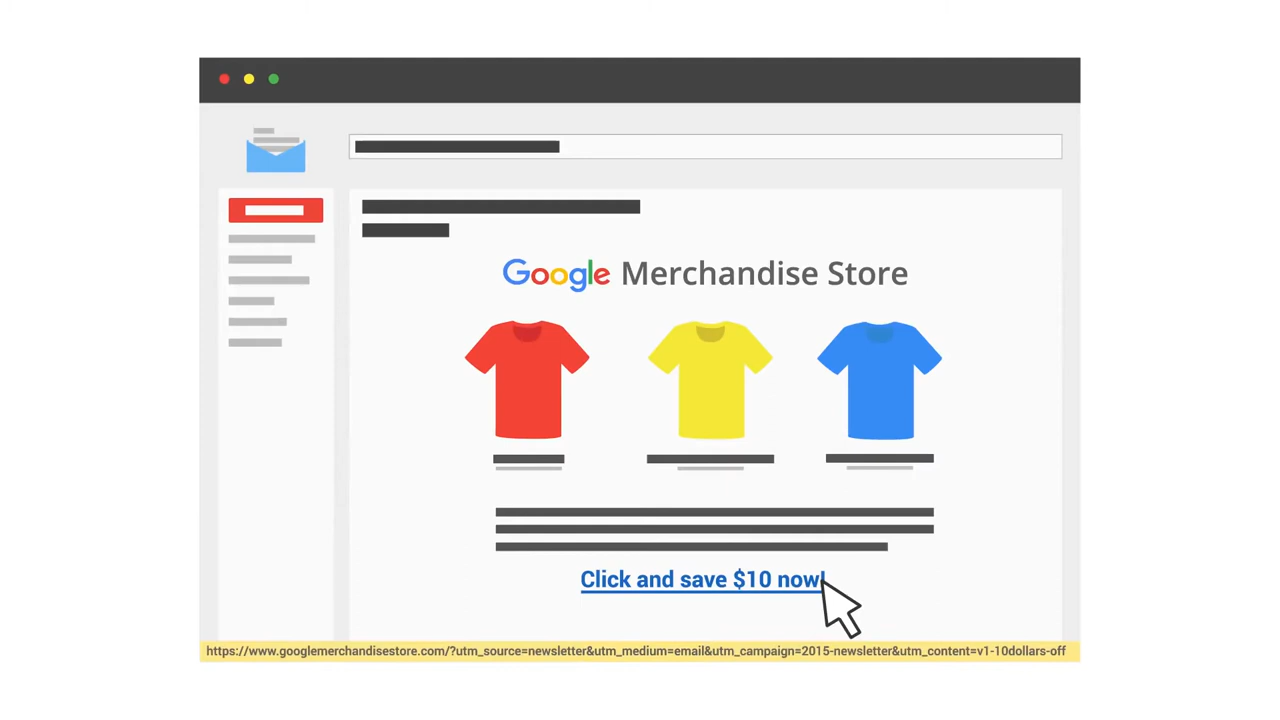 Google Merchandise Store
Click and save $10 now!
https://www.googlemerchandisestore.com/?utm_source=newsletter&utm_medium=email&utm_campaign=2015-newsletter&utm_content=v1-10dollars-off